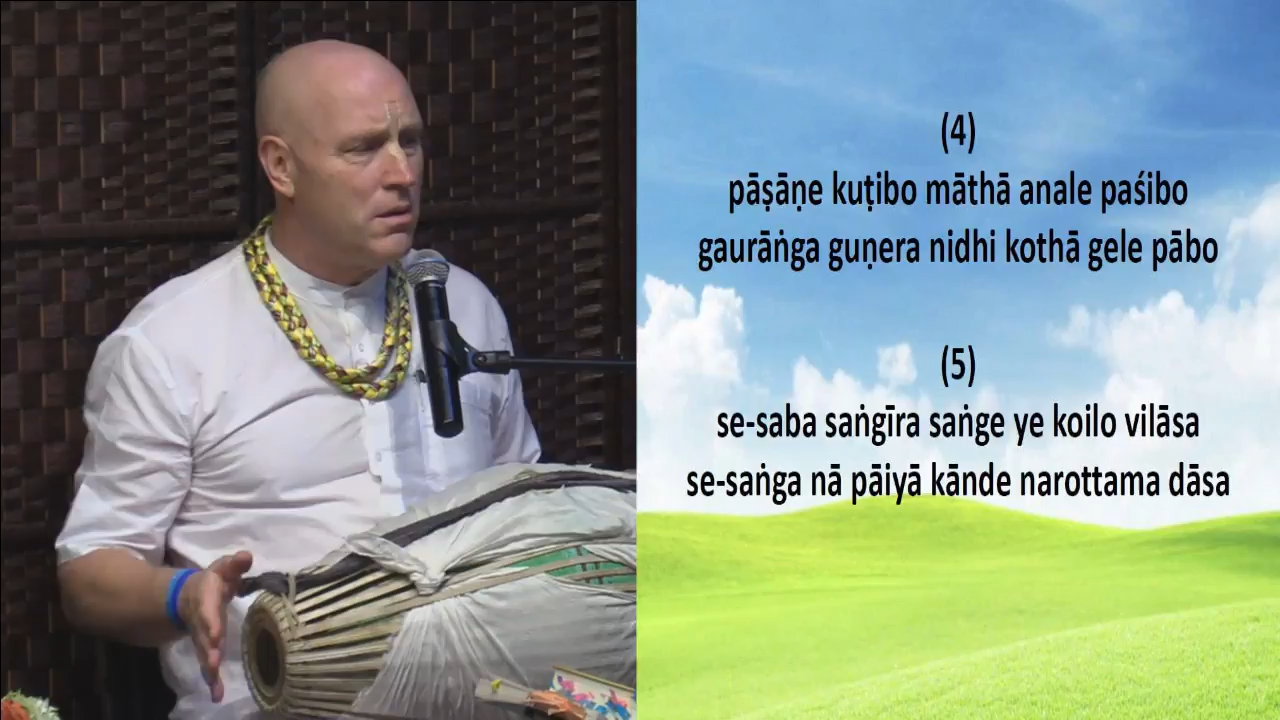 (4)
pāṣāṇe kuṭibo māthā anale paśibo
gaurāṅga guṇera nidhi kothā gele pābo
(5)
se-saba saṅgīra saṅge ye koilo vilāsa
se-saṅga nā pāiyā kānde narottama dāsa